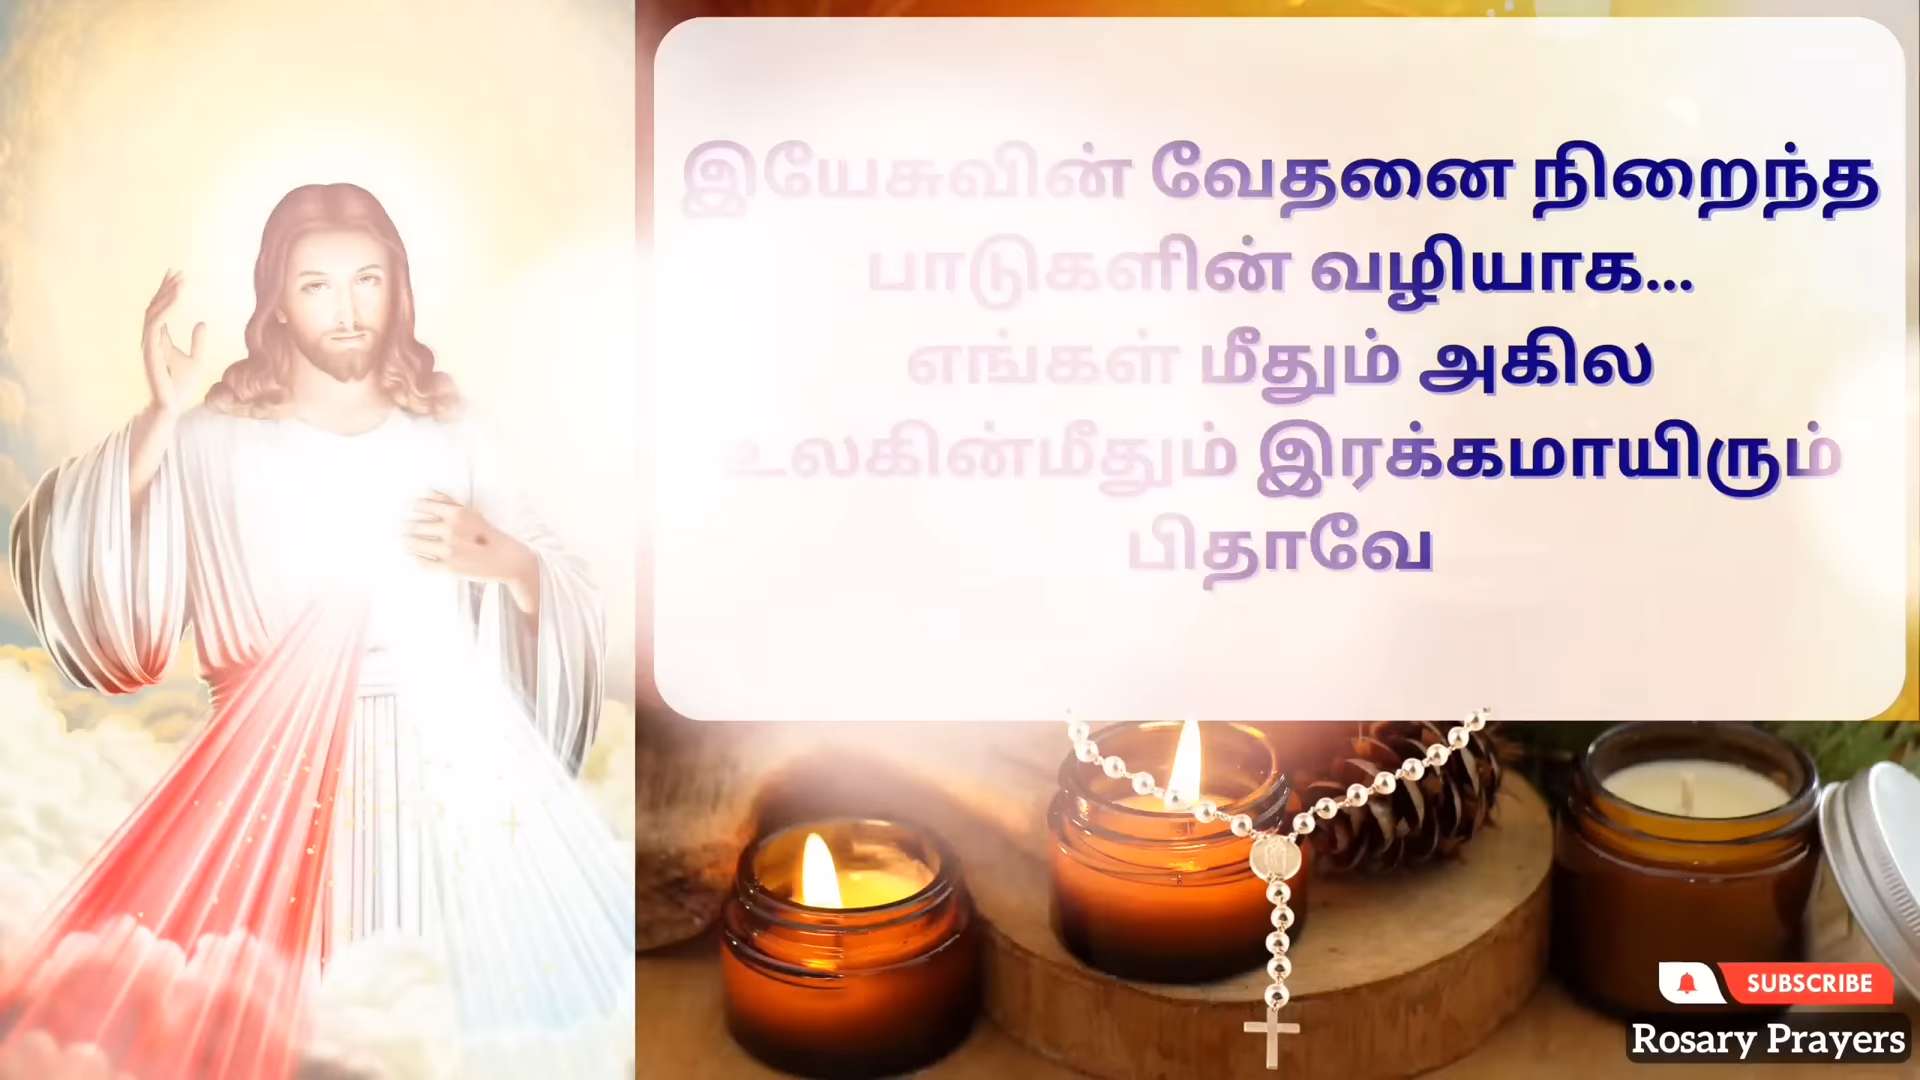 இயேசுவின் வேதனை நிறைந்த
பாடுகளின் வழியாக...
எங்கள் மீதும் அகில
உலகின்மீதும் இரக்கமாயிரும்
பிதாவே
SUBSCRIBE
Rosary Prayers